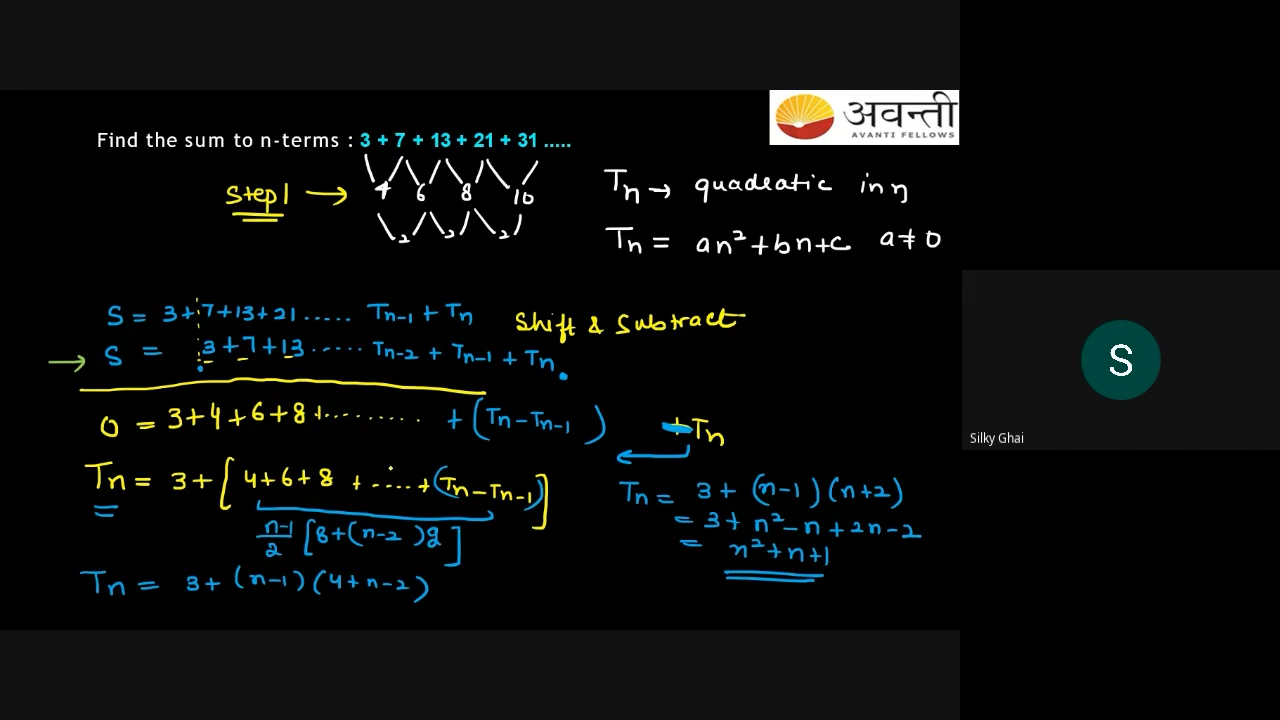 अवन्ती
AVANTI FELLOWS
Find the sum to n-terms : 3 + 7 + 13 + 21 + 31 .....
Step1 → 4 6 8 10
2 2 2
Tn → quadratic in n
Tn = an²+bn+c a≠0
S = 3+7+13+21 ..... Tn-1 + Tn
Shift & Subtract
→ S = 3+7+13 ..... Tn-2 + Tn-1 + Tn
0 = 3+4+6+8+........ + (Tn-Tn-1) Tn
Tn = 3+[4+6+8 + ..... +(Tn-Tn-1)]
n-1/2 [8+(n-2)2]
Tn = 3+(n-1)(4+n-2)
Tn = 3+ (n-1)(n+2)
= 3+ n²-n+2n-2
= n²+n+1
S
Silky Ghai